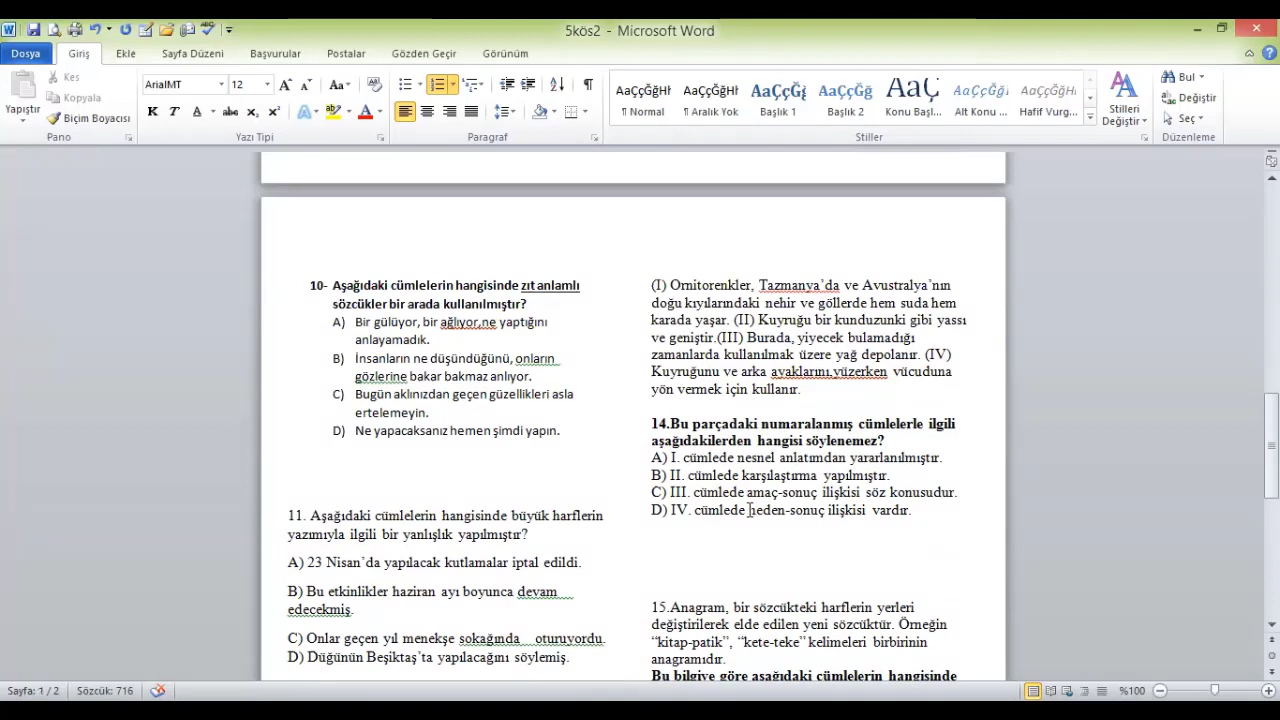 5kös2 - Microsoft Word
Dosya Giriş Ekle Sayfa Düzeni Başvurular Postalar Gözden Geçir Görünüm
Yapıştır
Kes
Kopyala
Biçim Boyacısı
Pano
ArialMT 12
K T A abe x₂ x²
Yazı Tipi
Paragraf
AaÇçĞğHl AaÇçĞğHl AaÇçĞğ AaÇçĞğ AaÇ AaÇçĞğ AaÇçĞğHl
¶ Normal ¶ Aralık Yok Başlık 1 Başlık 2 Konu Başl... Alt Konu ... Hafif Vurg...
Stiller
Stilleri Değiştir
Bul
Değiştir
Seç
Düzenleme
10- Aşağıdaki cümlelerin hangisinde zıt anlamlı
sözcükler bir arada kullanılmıştır?
A) Bir gülüyor, bir ağlıyor,ne yaptığını
anlayamadık.
B) İnsanların ne düşündüğünü, onların
gözlerine bakar bakmaz anlıyor.
C) Bugün aklınızdan geçen güzellikleri asla
ertelemeyin.
D) Ne yapacaksanız hemen şimdi yapın.
11. Aşağıdaki cümlelerin hangisinde büyük harflerin
yazımıyla ilgili bir yanlışlık yapılmıştır?
A) 23 Nisan’da yapılacak kutlamalar iptal edildi.
B) Bu etkinlikler haziran ayı boyunca devam
edecekmiş.
C) Onlar geçen yıl menekşe sokağında oturuyordu.
D) Düğünün Beşiktaş’ta yapılacağını söylemiş.
(I) Ornitorenkler, Tazmanya’da ve Avustralya’nın
doğu kıyılarındaki nehir ve göllerde hem suda hem
karada yaşar. (II) Kuyruğu bir kunduzunki gibi yassı
ve geniştir.(III) Burada, yiyecek bulamadığı
zamanlarda kullanılmak üzere yağ depolanır. (IV)
Kuyruğunu ve arka ayaklarını,yüzerken vücuduna
yön vermek için kullanır.
14.Bu parçadaki numaralanmış cümlelerle ilgili
aşağıdakilerden hangisi söylenemez?
A) I. cümlede nesnel anlatımdan yararlanılmıştır.
B) II. cümlede karşılaştırma yapılmıştır.
C) III. cümlede amaç-sonuç ilişkisi söz konusudur.
D) IV. cümlede neden-sonuç ilişkisi vardır.
15.Anagram, bir sözcükteki harflerin yerleri
değiştirilerek elde edilen yeni sözcüktür. Örneğin
“kitap-patik”, “kete-teke” kelimeleri birbirinin
anagramıdır.
Bu bilgiye göre aşağıdaki cümlelerin hangisinde
Sayfa: 1 / 2 Sözcük: 716 %100